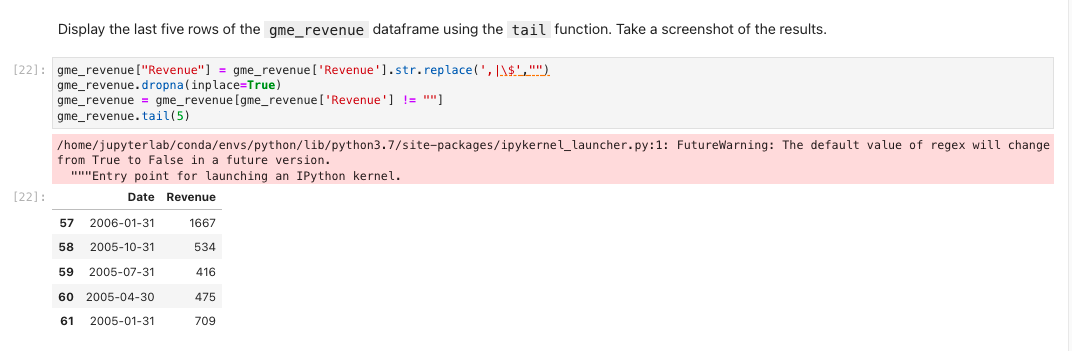 Display the last five rows of the gme_revenue dataframe using the tail function. Take a screenshot of the results.
[22]: gme_revenue["Revenue"] = gme_revenue['Revenue'].str.replace(',|\$',"")
gme_revenue.dropna(inplace=True)
gme_revenue = gme_revenue[gme_revenue['Revenue'] != ""]
gme_revenue.tail(5)
/home/jupyterlab/conda/envs/python/lib/python3.7/site-packages/ipykernel_launcher.py:1: FutureWarning: The default value of regex will change
from True to False in a future version.
"""Entry point for launching an IPython kernel.
[22]: Date Revenue
57 2006-01-31 1667
58 2005-10-31 534
59 2005-07-31 416
60 2005-04-30 475
61 2005-01-31 709